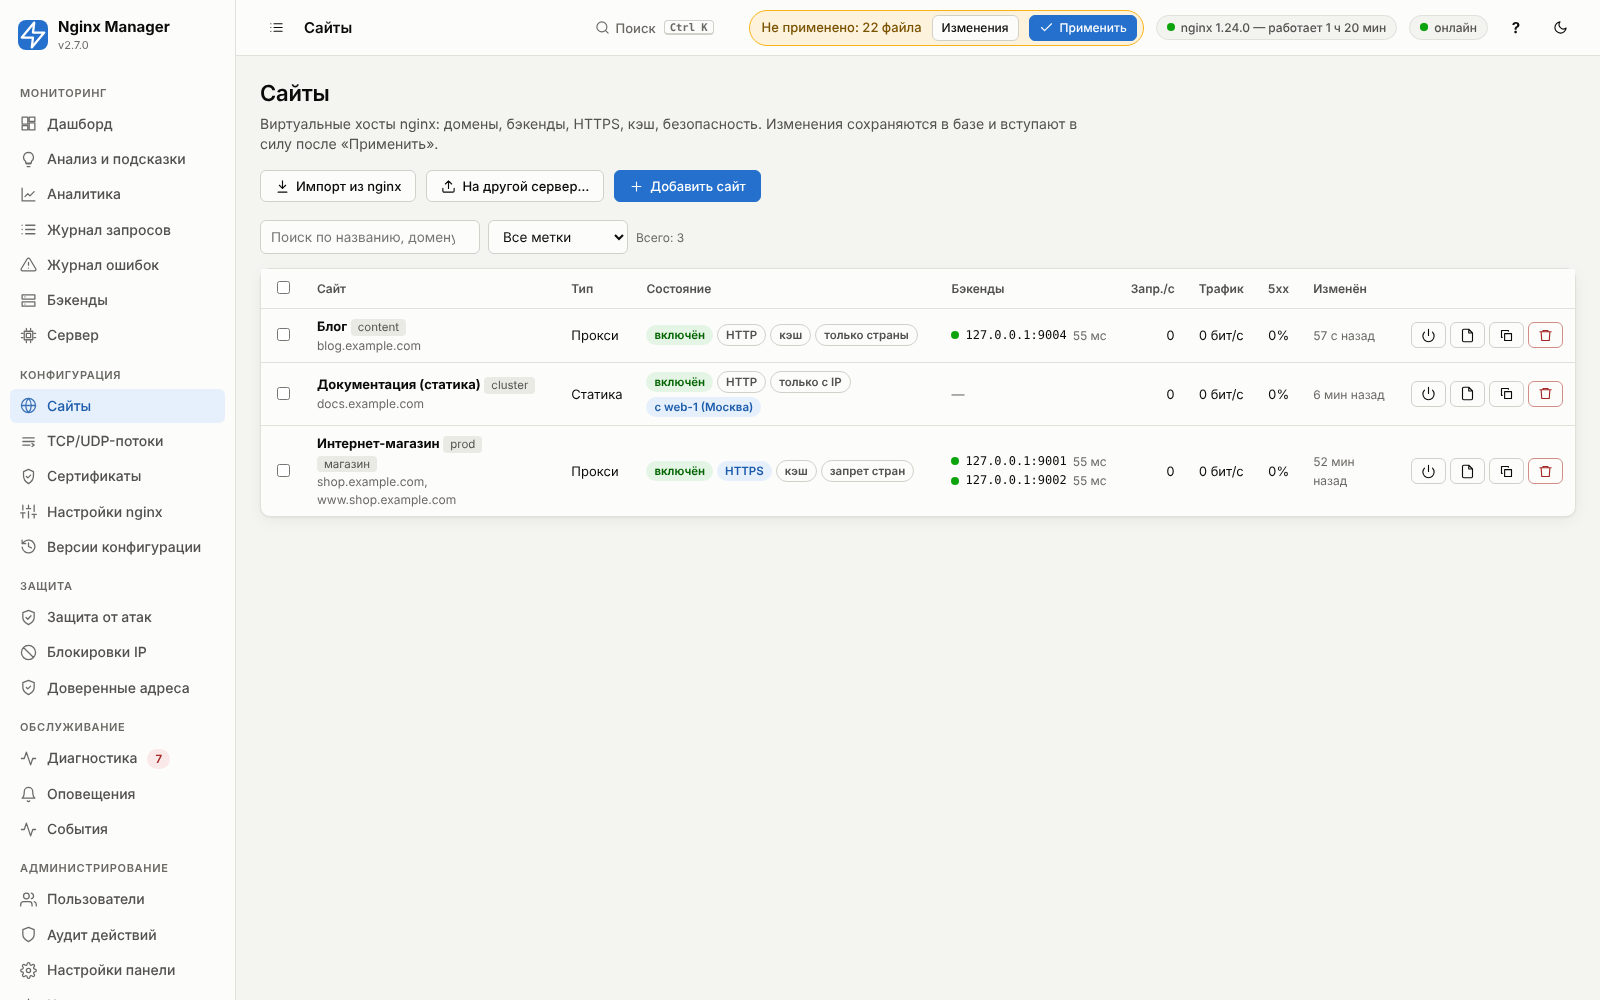 Nginx Manager
v2.7.0
МОНИТОРИНГ
Дашборд
Анализ и подсказки
Аналитика
Журнал запросов
Журнал ошибок
Бэкенды
Сервер
КОНФИГУРАЦИЯ
Сайты
TCP/UDP-потоки
Сертификаты
Настройки nginx
Версии конфигурации
ЗАЩИТА
Защита от атак
Блокировки IP
Доверенные адреса
ОБСЛУЖИВАНИЕ
Диагностика 7
Оповещения
События
АДМИНИСТРИРОВАНИЕ
Пользователи
Аудит действий
Настройки панели
Сайты Поиск Ctrl K Не применено: 22 файла Изменения Применить nginx 1.24.0 — работает 1 ч 20 мин онлайн ?
Сайты
Виртуальные хосты nginx: домены, бэкенды, HTTPS, кэш, безопасность. Изменения сохраняются в базе и вступают в
силу после «Применить».
Импорт из nginx На другой сервер... Добавить сайт
Поиск по названию, домену Все метки Всего: 3
Сайт Тип Состояние Бэкенды Запр./с Трафик 5xx Изменён
Блог content
blog.example.com
Прокси включён HTTP кэш только страны 127.0.0.1:9004 55 мс 0 0 бит/с 0% 57 с назад
Документация (статика) cluster
docs.example.com
Статика включён HTTP только с IP
с web-1 (Москва)
— 0 0 бит/с 0% 6 мин назад
Интернет-магазин prod
магазин
shop.example.com,
www.shop.example.com
Прокси включён HTTPS кэш запрет стран
127.0.0.1:9001 55 мс
127.0.0.1:9002 55 мс
0 0 бит/с 0%
52 мин
назад